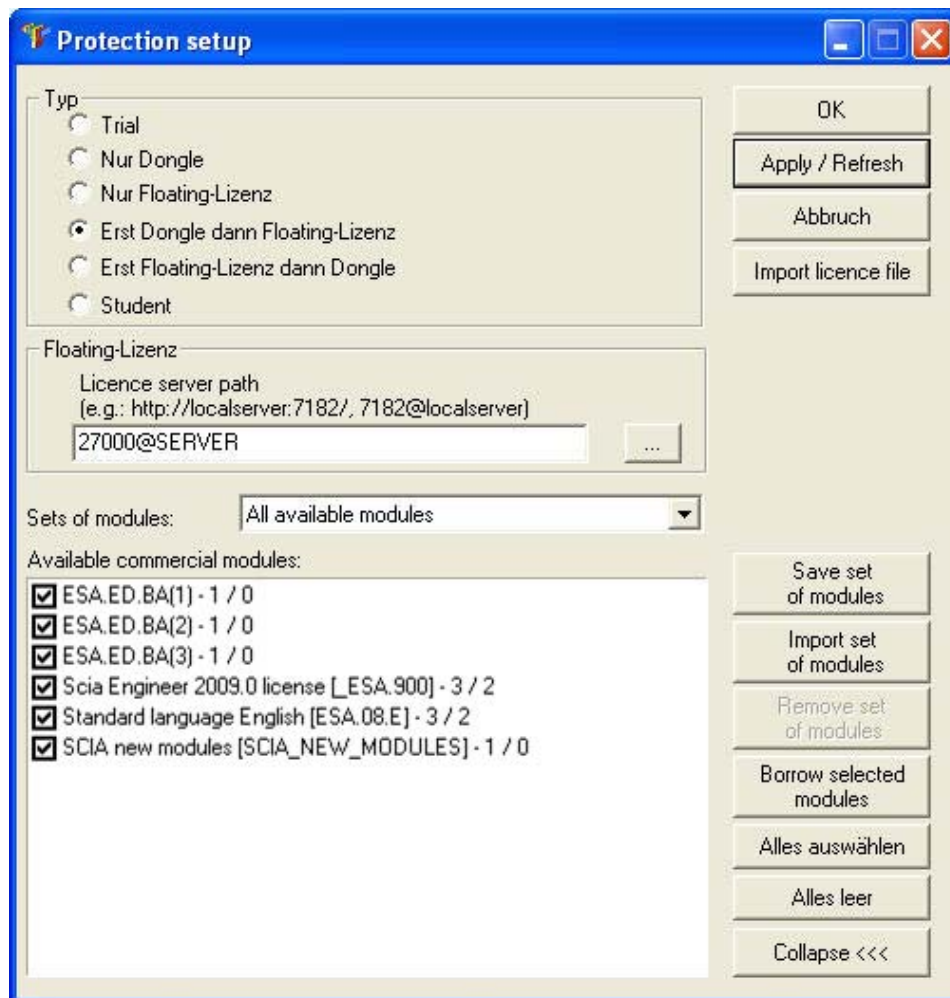 Protection setup
Typ
Trial
Nur Dongle
Nur Floating-Lizenz
Erst Dongle dann Floating-Lizenz
Erst Floating-Lizenz dann Dongle
Student
OK
Apply / Refresh
Abbruch
Import licence file
Floating-Lizenz
Licence server path
(e.g.: http://localserver:7182/, 7182@localserver)
27000@SERVER
...
Sets of modules:
All available modules
Available commercial modules:
ESA.ED.BA(1) - 1 / 0
ESA.ED.BA(2) - 1 / 0
ESA.ED.BA(3) - 1 / 0
Scia Engineer 2009.0 license [_ESA.900] - 3 / 2
Standard language English [ESA.08.E] - 3 / 2
SCIA new modules [SCIA_NEW_MODULES] - 1 / 0
Save set
of modules
Import set
of modules
Remove set
of modules
Borrow selected
modules
Alles auswählen
Alles leer
Collapse <<<